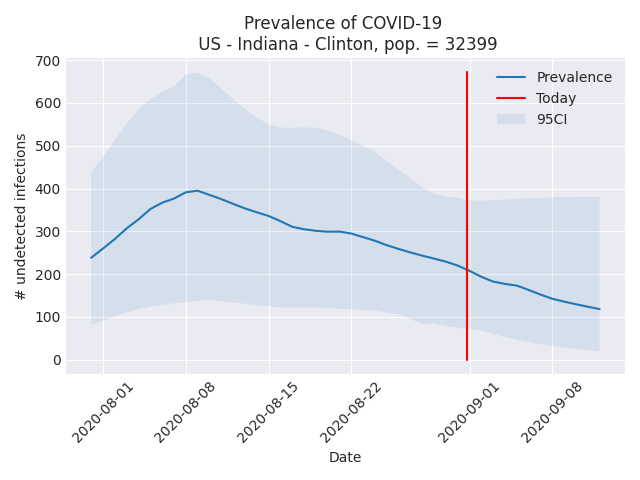 Prevalence of COVID-19
US - Indiana - Clinton, pop. = 32399
700
600
500
400
300
200
100
0
# undetected infections
Prevalence
Today
95CI
2020-08-01
2020-08-08
2020-08-15
2020-08-22
2020-09-01
2020-09-08
Date